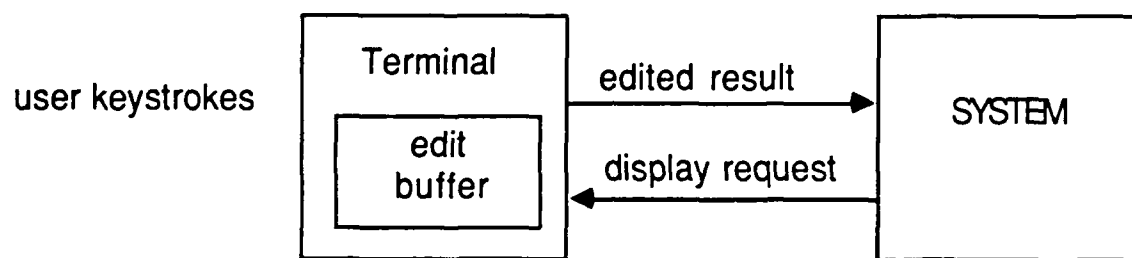 Terminal
user keystrokes
edit
buffer
edited result
display request
SYSTEM